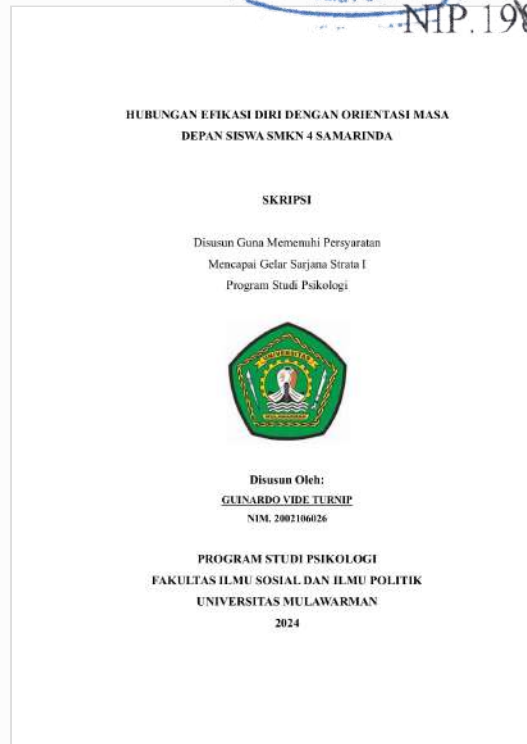 NIP. 198
HUBUNGAN EFIKASI DIRI DENGAN ORIENTASI MASA
DEPAN SISWA SMKN 4 SAMARINDA
SKRIPSI
Disusun Guna Memenuhi Persyaratan
Mencapai Gelar Sarjana Strata I
Program Studi Psikologi
UNIVERSITAS
MULAWARMAN
Disusun Oleh:
GUINARDO VIDE TURNIP
NIM. 2002106026
PROGRAM STUDI PSIKOLOGI
FAKULTAS ILMU SOSIAL DAN ILMU POLITIK
UNIVERSITAS MULAWARMAN
2024